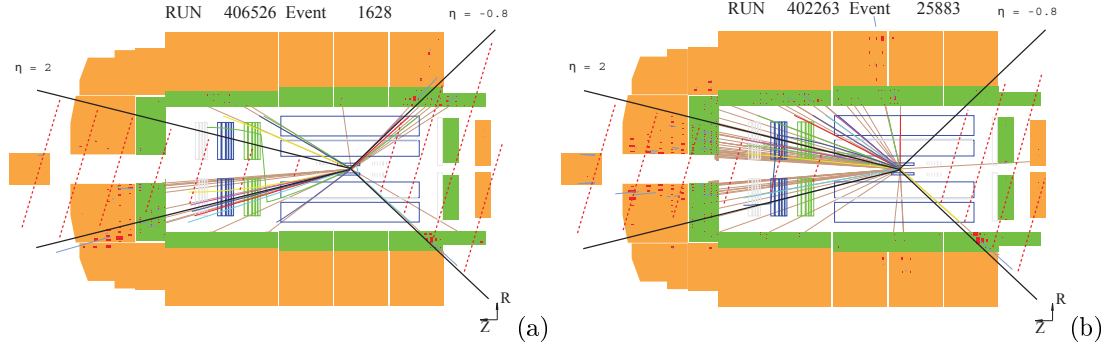 RUN 406526 Event 1628 η = -0.8
η = 2
R
Z
(a)
RUN 402263 Event 25883 η = -0.8
η = 2
R
Z
(b)